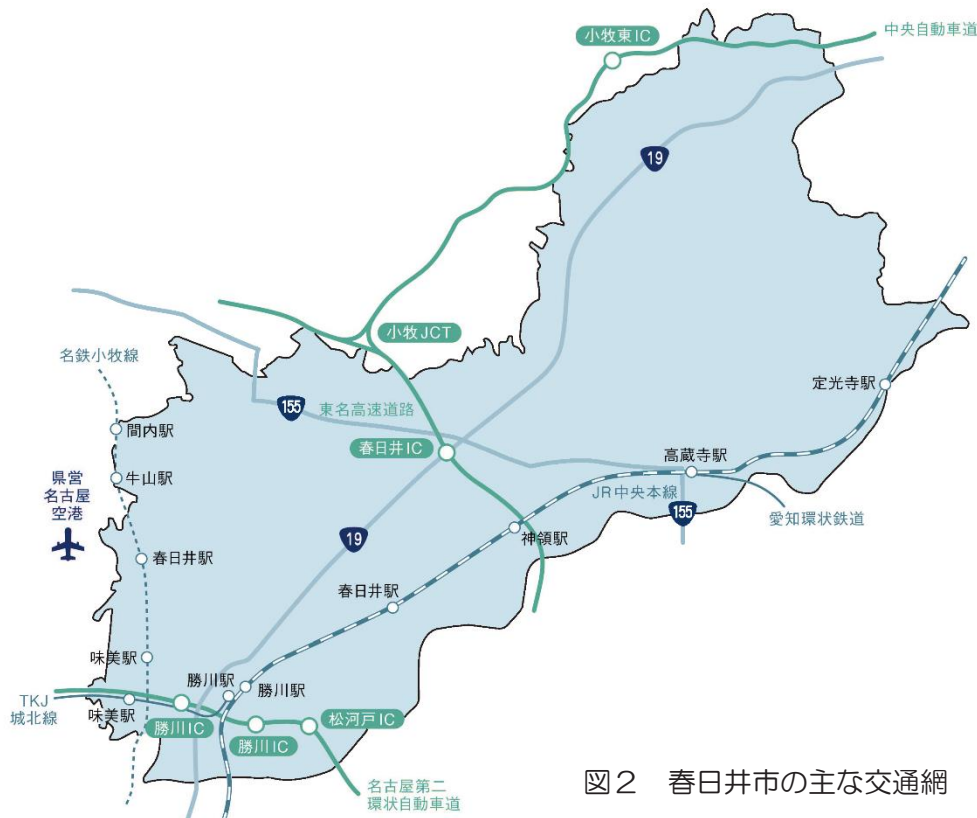 小牧東IC
中央自動車道
19
小牧JCT
名鉄小牧線
155
東名高速道路
定光寺駅
間内駅
春日井IC
高蔵寺駅
牛山駅
県営
名古屋
空港
JR中央本線
155
愛知環状鉄道
19
神領駅
春日井駅
春日井駅
味美駅
勝川駅
勝川駅
TKJ
城北線
味美駅
勝川IC
勝川IC
松河戸IC
名古屋第二
環状自動車道
図2 春日井市の主な交通網